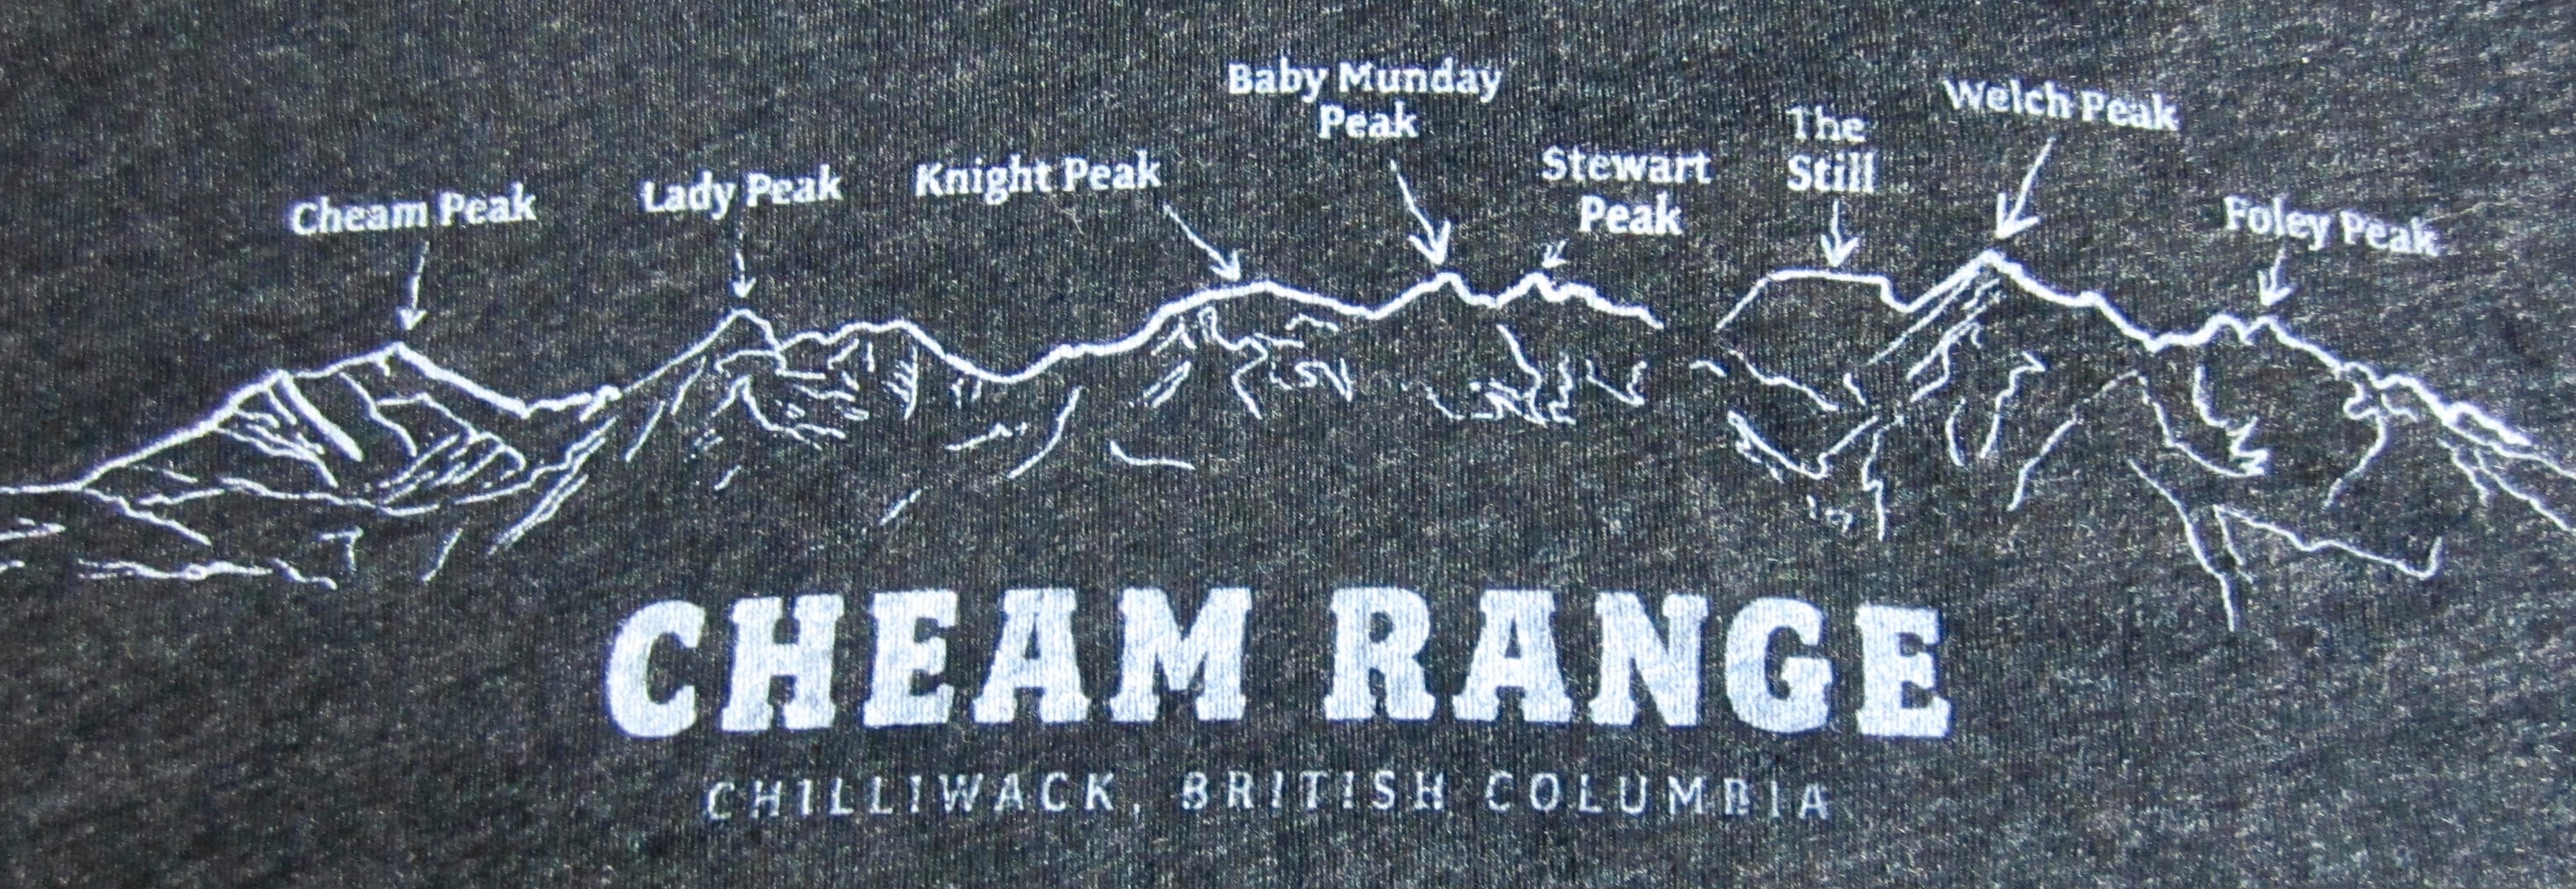 Cheam Peak
Lady Peak
Knight Peak
Baby Munday
Peak
Stewart
Peak
The
Still
Welch Peak
Foley Peak
CHEAM RANGE
CHILLIWACK, BRITISH COLUMBIA